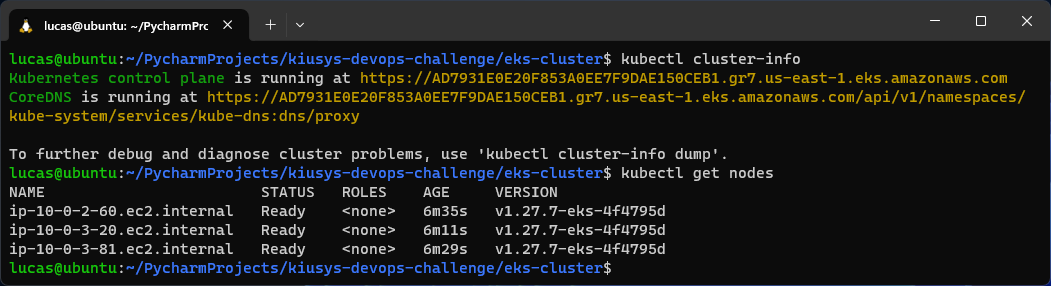 lucas@ubuntu: ~/PycharmPrc
lucas@ubuntu:~/PycharmProjects/kiusys-devops-challenge/eks-cluster$ kubectl cluster-info
Kubernetes control plane is running at https://AD7931E0E20F853A0EE7F9DAE150CEB1.gr7.us-east-1.eks.amazonaws.com
CoreDNS is running at https://AD7931E0E20F853A0EE7F9DAE150CEB1.gr7.us-east-1.eks.amazonaws.com/api/v1/namespaces/
kube-system/services/kube-dns:dns/proxy
To further debug and diagnose cluster problems, use 'kubectl cluster-info dump'.
lucas@ubuntu:~/PycharmProjects/kiusys-devops-challenge/eks-cluster$ kubectl get nodes
NAME STATUS ROLES AGE VERSION
ip-10-0-2-60.ec2.internal Ready <none> 6m35s v1.27.7-eks-4f4795d
ip-10-0-3-20.ec2.internal Ready <none> 6m11s v1.27.7-eks-4f4795d
ip-10-0-3-81.ec2.internal Ready <none> 6m29s v1.27.7-eks-4f4795d
lucas@ubuntu:~/PycharmProjects/kiusys-devops-challenge/eks-cluster$